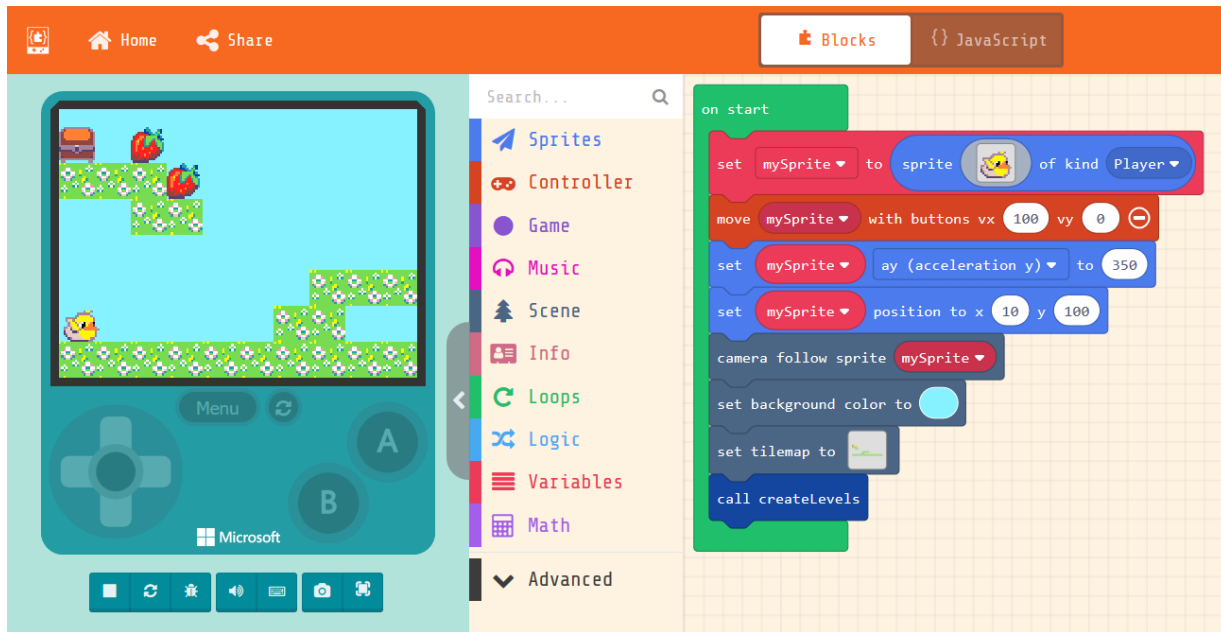 Home
Share
Blocks
{} JavaScript
Menu
A
B
Microsoft
Search...
Sprites
Controller
Game
Music
Scene
Info
Loops
Logic
Variables
Math
Advanced
on start
set mySprite to sprite of kind Player
move mySprite with buttons vx 100 vy 0
set mySprite ay (acceleration y) to 350
set mySprite position to x 10 y 100
camera follow sprite mySprite
set background color to
set tilemap to
call createLevels